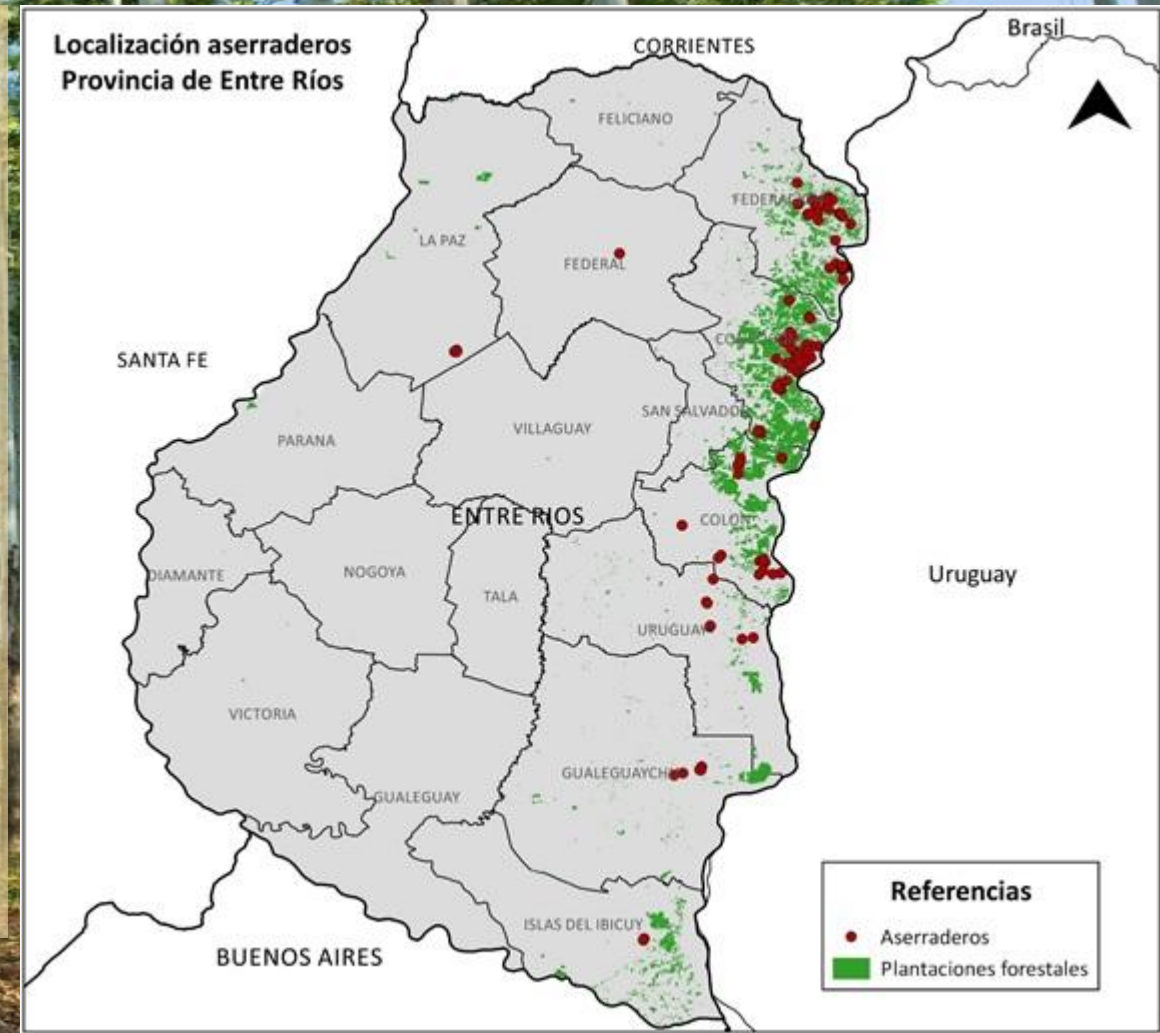 Localización aserraderos
Provincia de Entre Ríos
CORRIENTES
Brasil
FELICIANO
LA PAZ
FEDERAL
SANTA FE
SAN SALVADOR
PARANA
VILLAGUAY
ENTRE RIOS
COLON
DIAMANTE
NOGOYA
TALA
Uruguay
URUGUAY
VICTORIA
GUALEGUAYCHU
GUALEGUAY
ISLAS DEL IBICUY
BUENOS AIRES
Referencias
Aserraderos
Plantaciones forestales